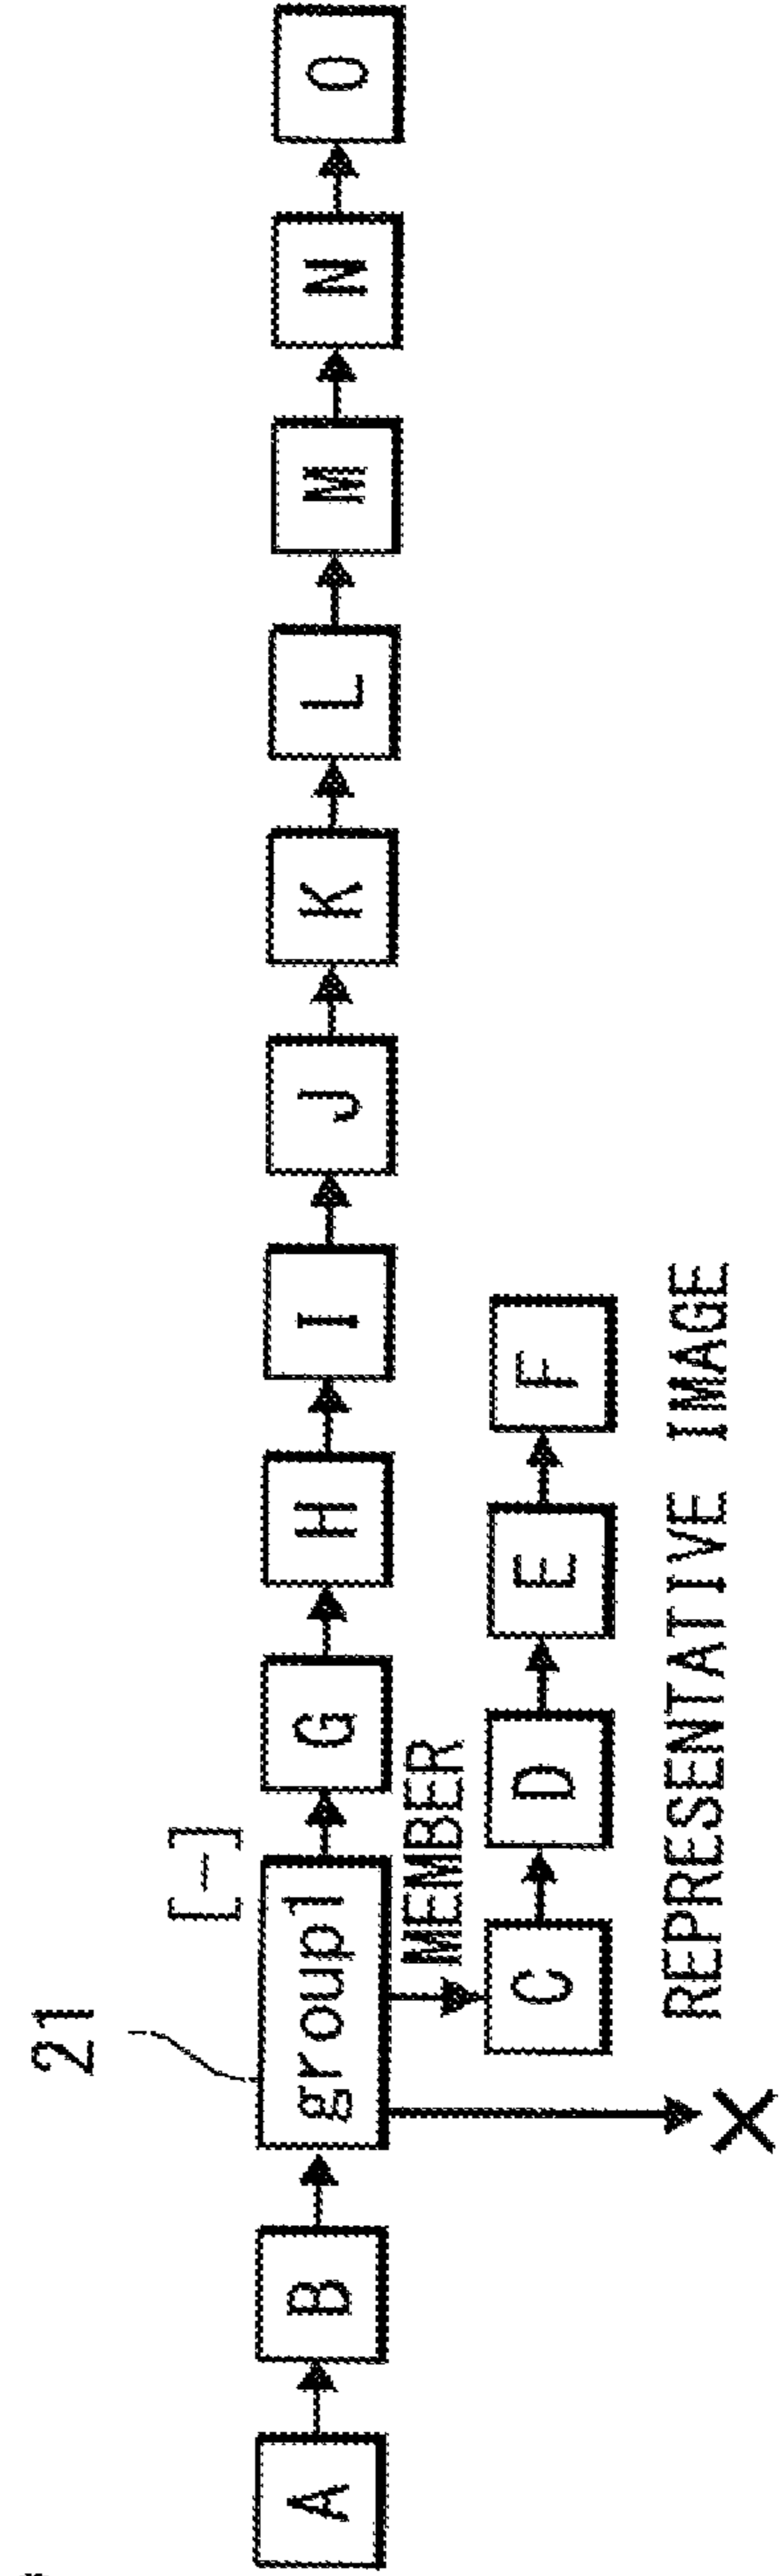 21
[-]
A B group1 G H I J K L M N O
MEMBER
C D E F
X REPRESENTATIVE IMAGE